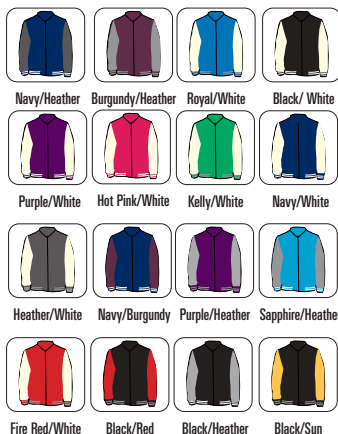 Navy/Heather Burgundy/Heather Royal/White Black/ White
Purple/White Hot Pink/White Kelly/White Navy/White
Heather/White Navy/Burgundy Purple/Heather Sapphire/Heathe
Fire Red/White Black/Red Black/Heather Black/Sun